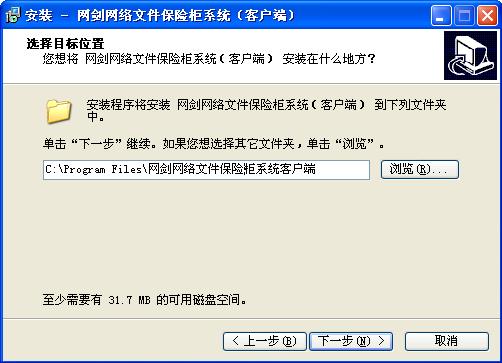 安装 - 网剑网络文件保险柜系统（客户端）
选择目标位置
您想将 网剑网络文件保险柜系统（客户端） 安装在什么地方？
安装程序将安装 网剑网络文件保险柜系统（客户端） 到下列文件夹
中。
单击“下一步”继续。如果您想选择其它文件夹，单击“浏览”。
C:\Program Files\网剑网络文件保险柜系统客户端
浏览(R)...
至少需要有 31.7 MB 的可用磁盘空间。
< 上一步(B)
下一步(N) >
取消